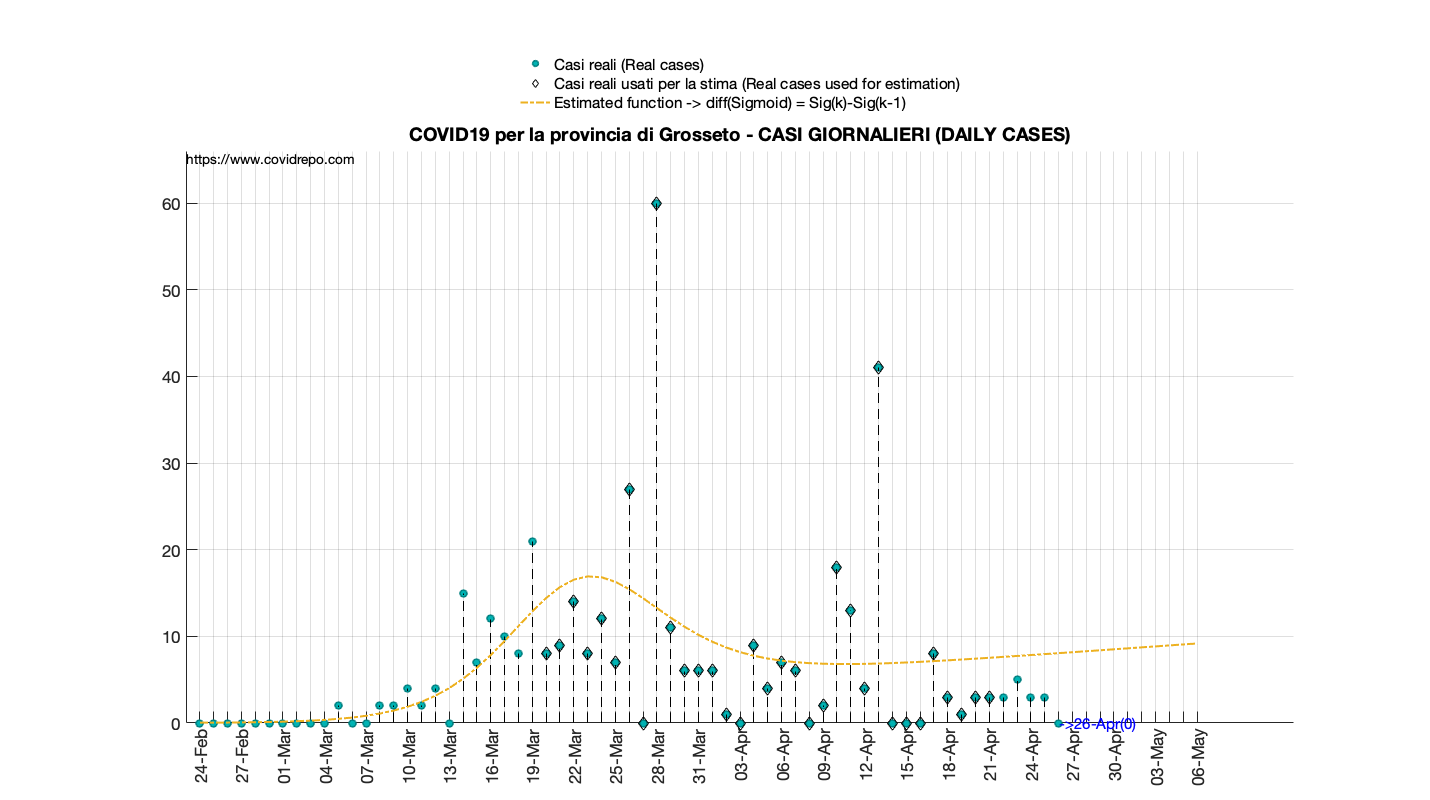 Casi reali (Real cases)
Casi reali usati per la stima (Real cases used for estimation)
Estimated function -> diff(Sigmoid) = Sig(k)-Sig(k-1)
COVID19 per la provincia di Grosseto - CASI GIORNALIERI (DAILY CASES)
https://www.covidrepo.com
60
50
40
30
20
10
0
->26-Apr(0)
24-Feb
27-Feb
01-Mar
04-Mar
07-Mar
10-Mar
13-Mar
16-Mar
19-Mar
22-Mar
25-Mar
28-Mar
31-Mar
03-Apr
06-Apr
09-Apr
12-Apr
15-Apr
18-Apr
21-Apr
24-Apr
27-Apr
30-Apr
03-May
06-May